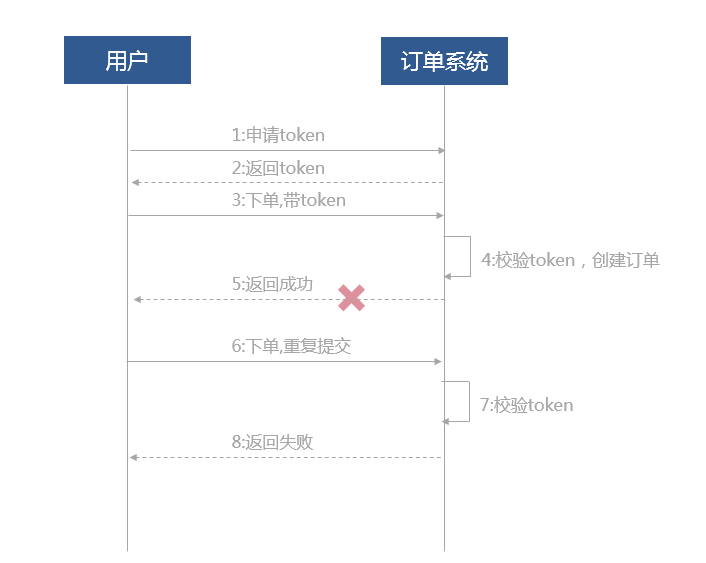 用户
订单系统
1:申请token
2:返回token
3:下单,带token
4:校验token，创建订单
5:返回成功
6:下单,重复提交
7:校验token
8:返回失败